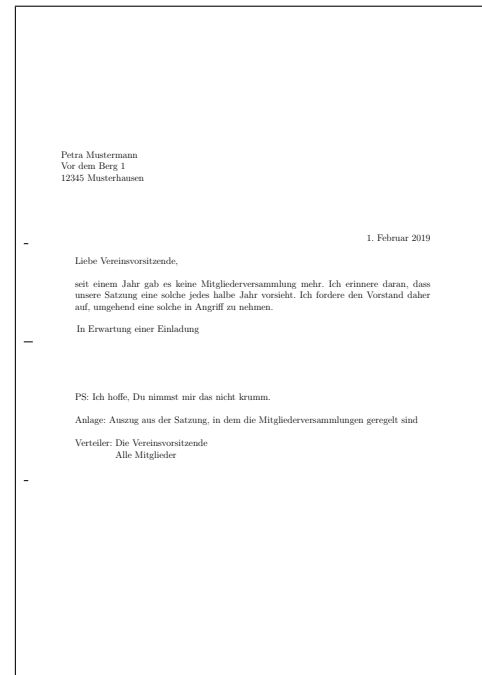 Petra Mustermann
Vor dem Berg 1
12345 Musterhausen
1. Februar 2019
Liebe Vereinsvorsitzende,
seit einem Jahr gab es keine Mitgliederversammlung mehr. Ich erinnere daran, dass
unsere Satzung eine solche jedes halbe Jahr vorsieht. Ich fordere den Vorstand daher
auf, umgehend eine solche in Angriff zu nehmen.
In Erwartung einer Einladung
PS: Ich hoffe, Du nimmst mir das nicht krumm.
Anlage: Auszug aus der Satzung, in dem die Mitgliederversammlungen geregelt sind
Verteiler: Die Vereinsvorsitzende
Alle Mitglieder